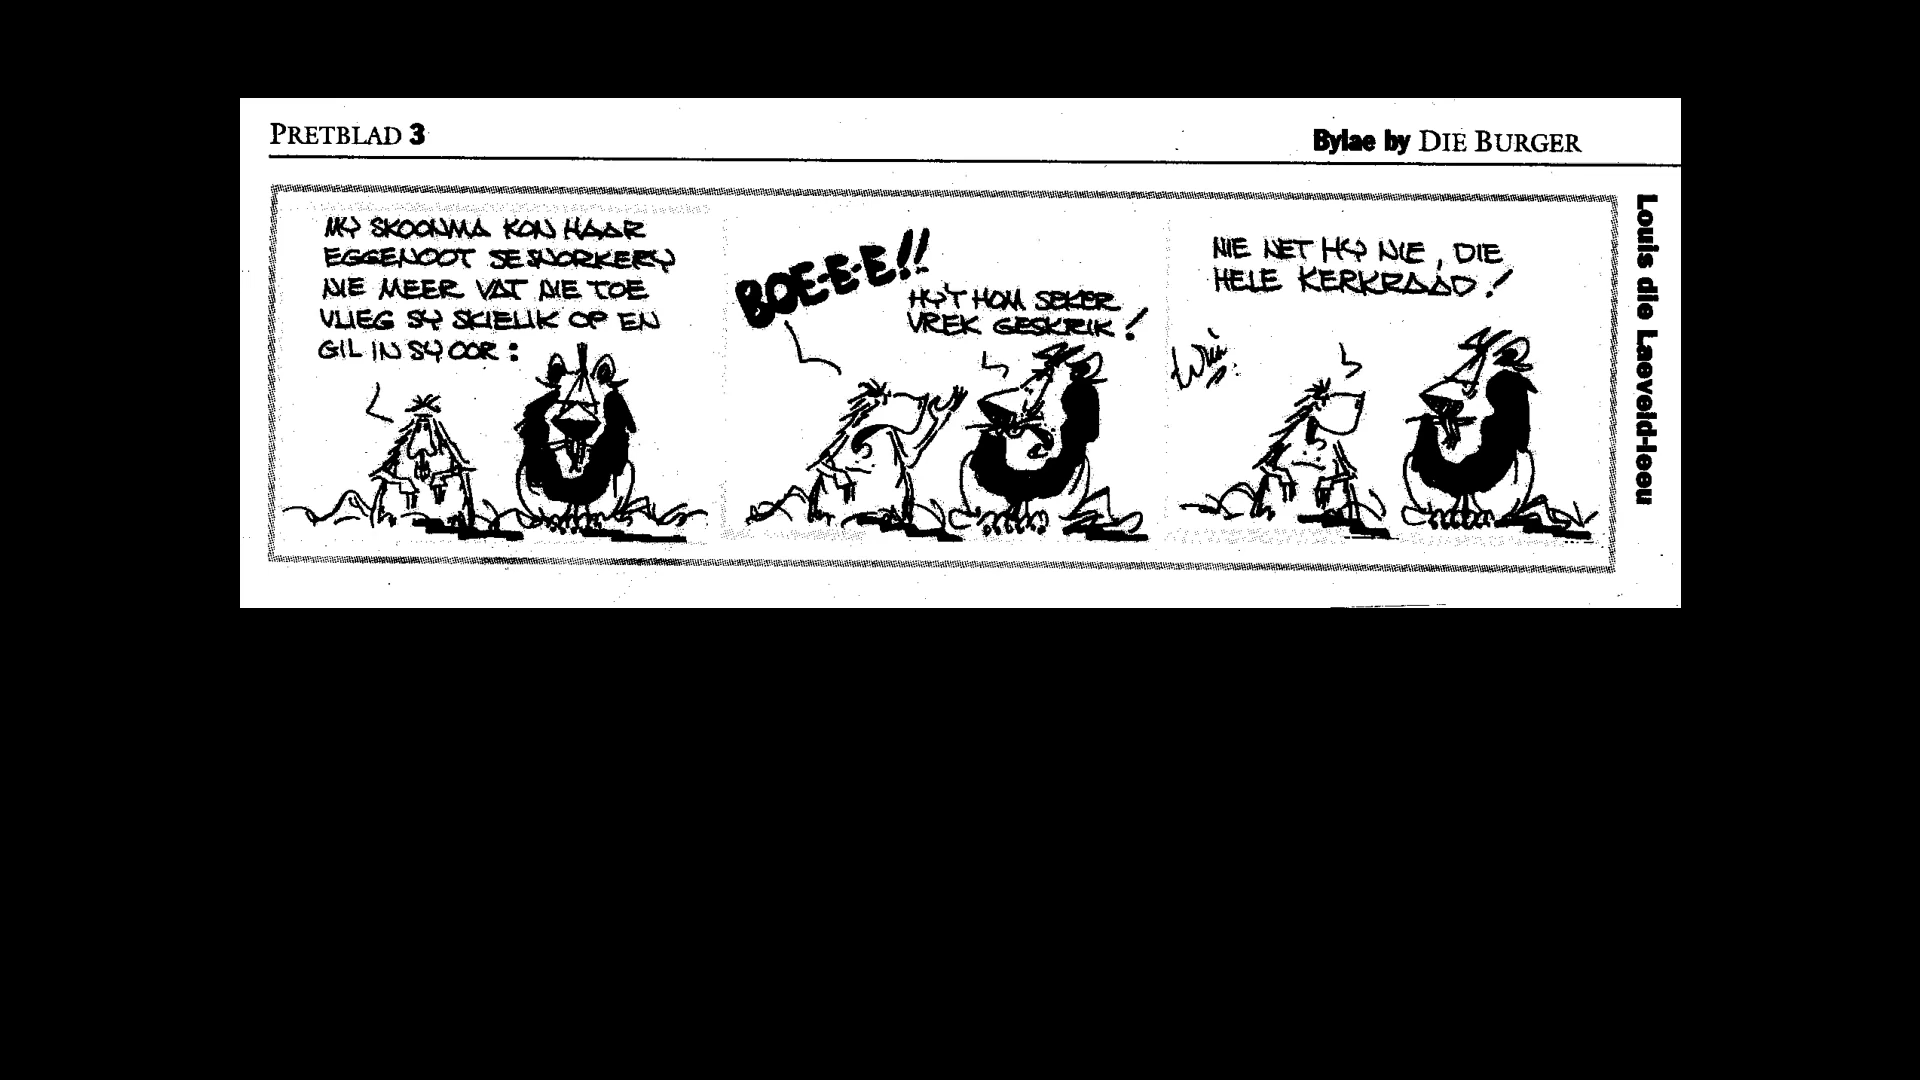 PRETBLAD 3
Bylae by DIE BURGER
MY SKOONMA KON HAAR
EGGENOOT SE SNORKERY
NIE MEER VAT NIE TOE
VLIEG SY SKIELIK OP EN
GIL IN SY OOR :
BOE-E-E!!
HY'T HOM SEKER
VREK GESKRIK!
NIE NET HY NIE, DIE
HELE KERKRAAD!
Louis die Laeveld-leeu